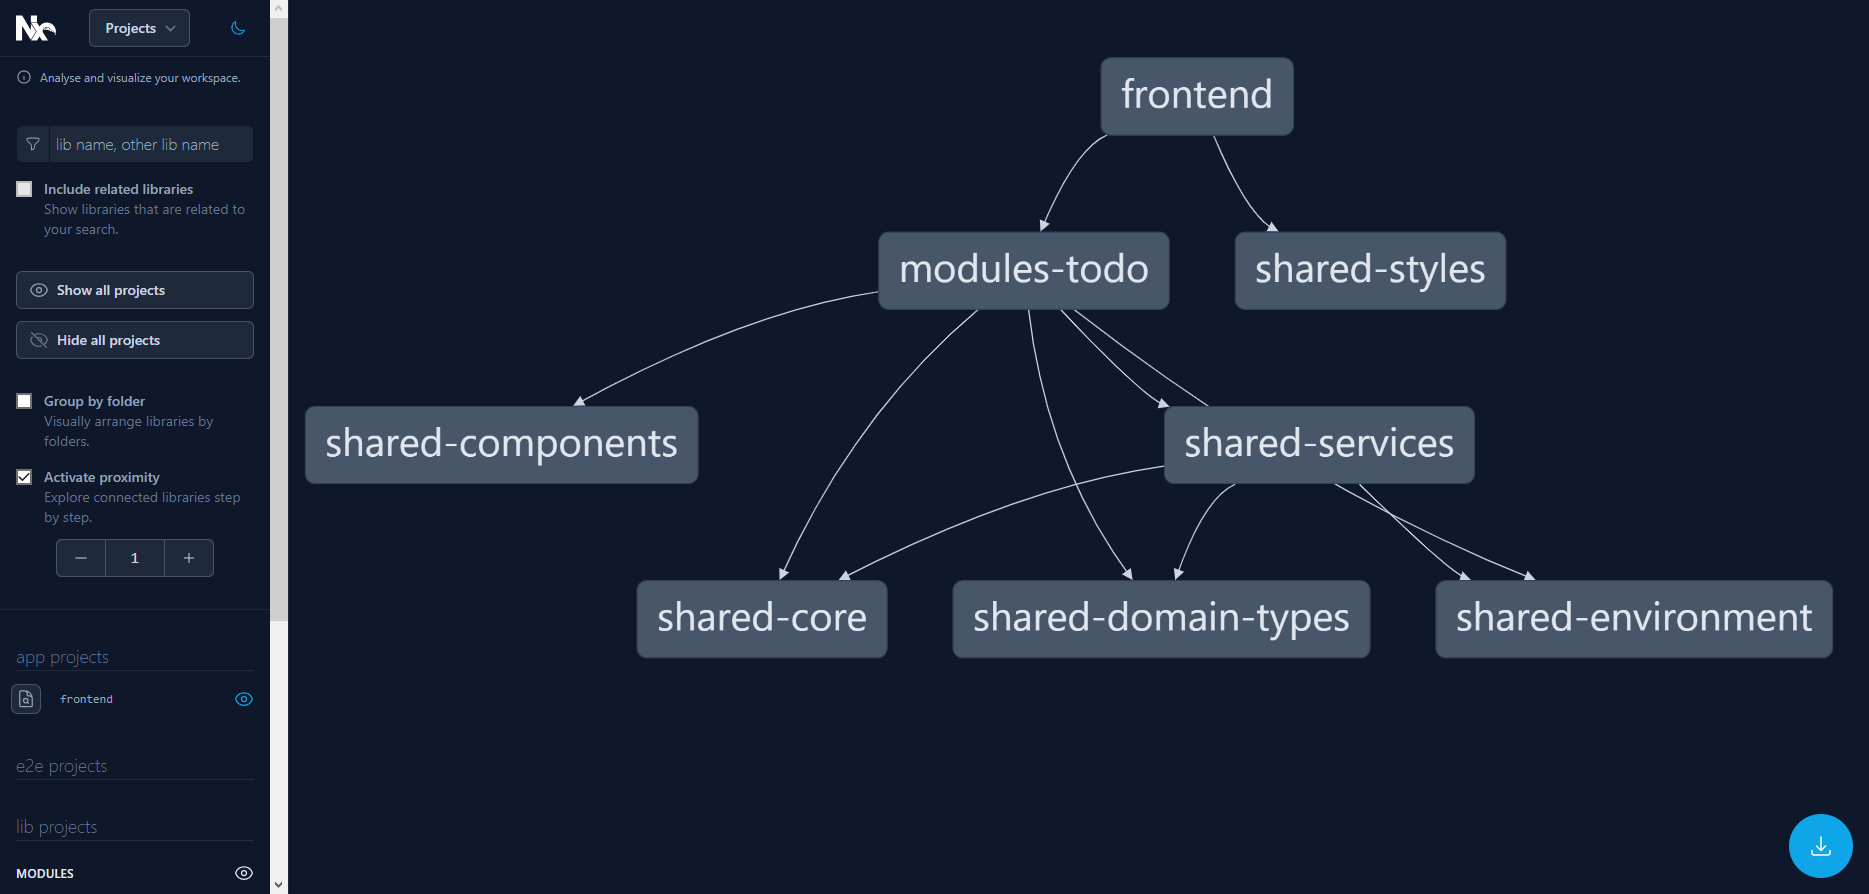 Nx
Projects
Analyse and visualize your workspace.
lib name, other lib name
Include related libraries
Show libraries that are related to
your search.
Show all projects
Hide all projects
Group by folder
Visually arrange libraries by
folders.
Activate proximity
Explore connected libraries step
by step.
1
app projects
frontend
e2e projects
lib projects
MODULES
frontend
modules-todo
shared-styles
shared-components
shared-services
shared-core
shared-domain-types
shared-environment